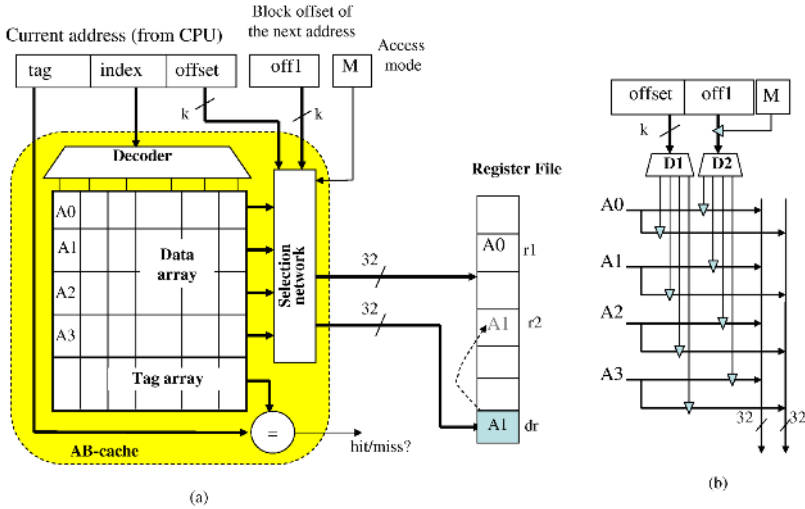 Block offset of
the next address
Current address (from CPU)
Access
mode
tag index offset off1 M
k k
Decoder
A0
A1
A2
A3
Data
array
Tag array
Selection
network
=
AB-cache
hit/miss?
32
32
Register File
A0 r1
A1 r2
A1 dr
(a)
offset off1 M
k
D1 D2
A0
A1
A2
A3
32 32
(b)